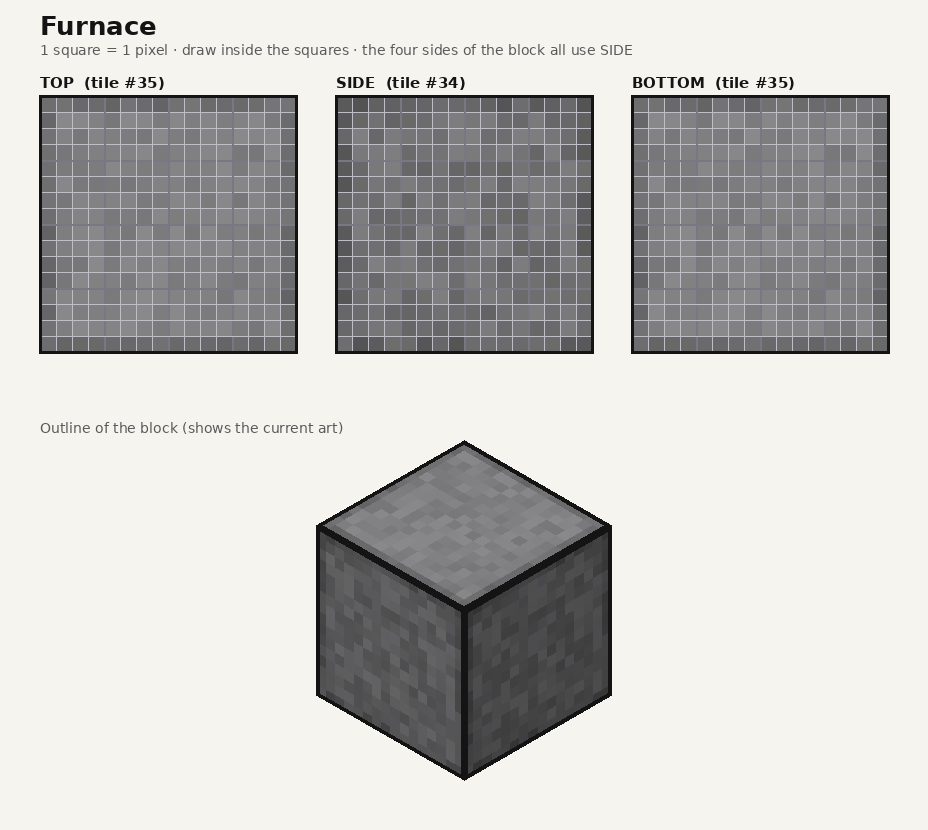 Furnace
1 square = 1 pixel · draw inside the squares · the four sides of the block all use SIDE
TOP (tile #35)
SIDE (tile #34)
BOTTOM (tile #35)
Outline of the block (shows the current art)